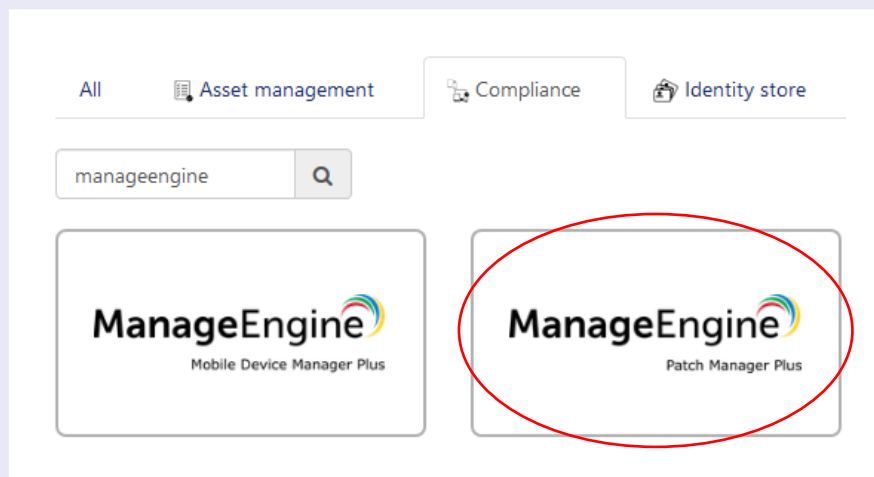 All Asset management Compliance Identity store
manageengine
ManageEngine ManageEngine
Mobile Device Manager Plus Patch Manager Plus